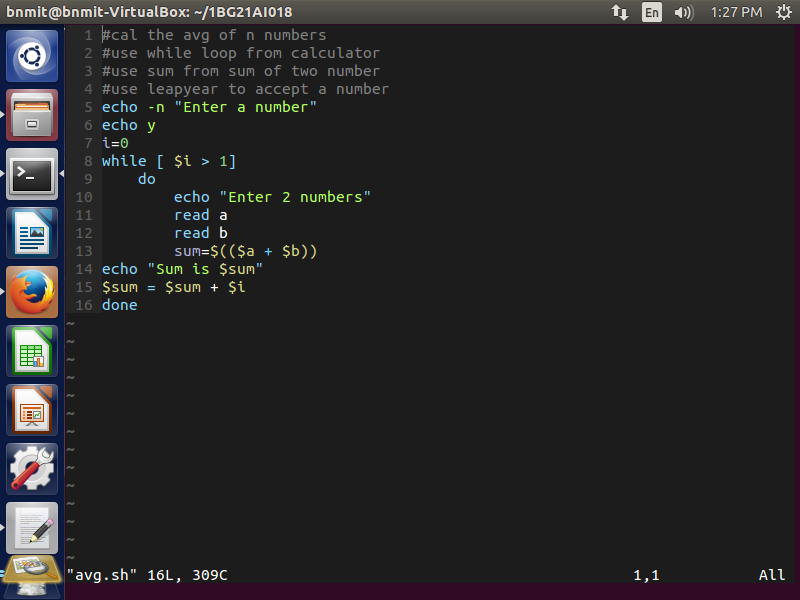 bnmit@bnmit-VirtualBox: ~/1BG21AI018 En 1:27 PM
1 #cal the avg of n numbers
2 #use while loop from calculator
3 #use sum from sum of two number
4 #use leapyear to accept a number
5 echo -n "Enter a number"
6 echo y
7 i=0
8 while [ $i > 1]
9     do
10         echo "Enter 2 numbers"
11         read a
12         read b
13         sum=$(($a + $b))
14 echo "Sum is $sum"
15 $sum = $sum + $i
16 done
~
~
~
~
~
~
~
~
~
~
~
~
~
~
"avg.sh" 16L, 309C 1,1 All